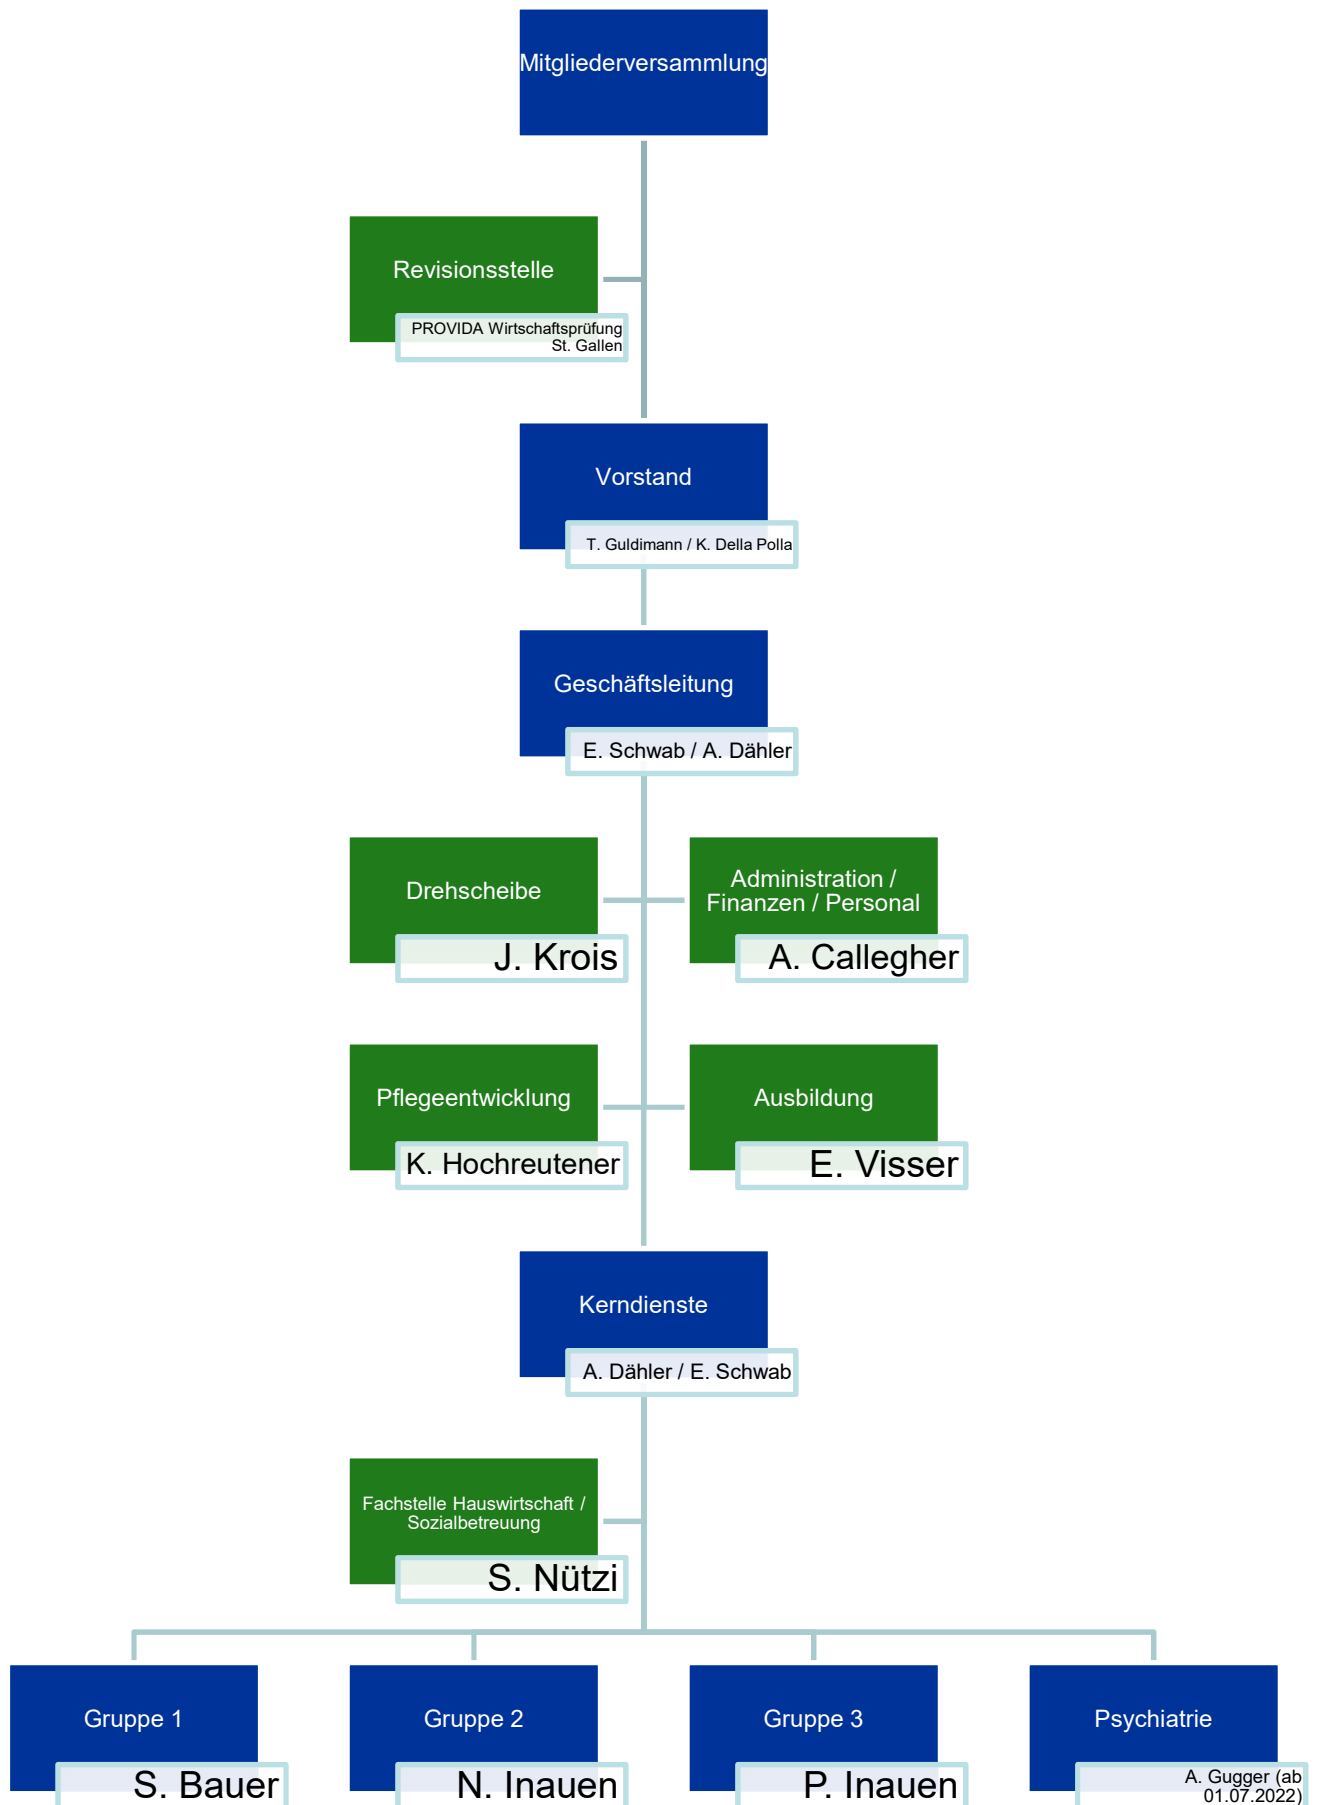 Mitgliederversammlung
Revisionsstelle
PROVIDA Wirtschaftsprüfung
St. Gallen
Vorstand
T. Guldimann / K. Della Polla
Geschäftsleitung
E. Schwab / A. Dähler
Drehscheibe
J. Krois
Administration /
Finanzen / Personal
A. Callegher
Pflegeentwicklung
K. Hochreutener
Ausbildung
E. Visser
Kerndienste
A. Dähler / E. Schwab
Fachstelle Hauswirtschaft /
Sozialbetreuung
S. Nützi
Gruppe 1
S. Bauer
Gruppe 2
N. Inauen
Gruppe 3
P. Inauen
Psychiatrie
A. Gugger (ab
01.07.2022)